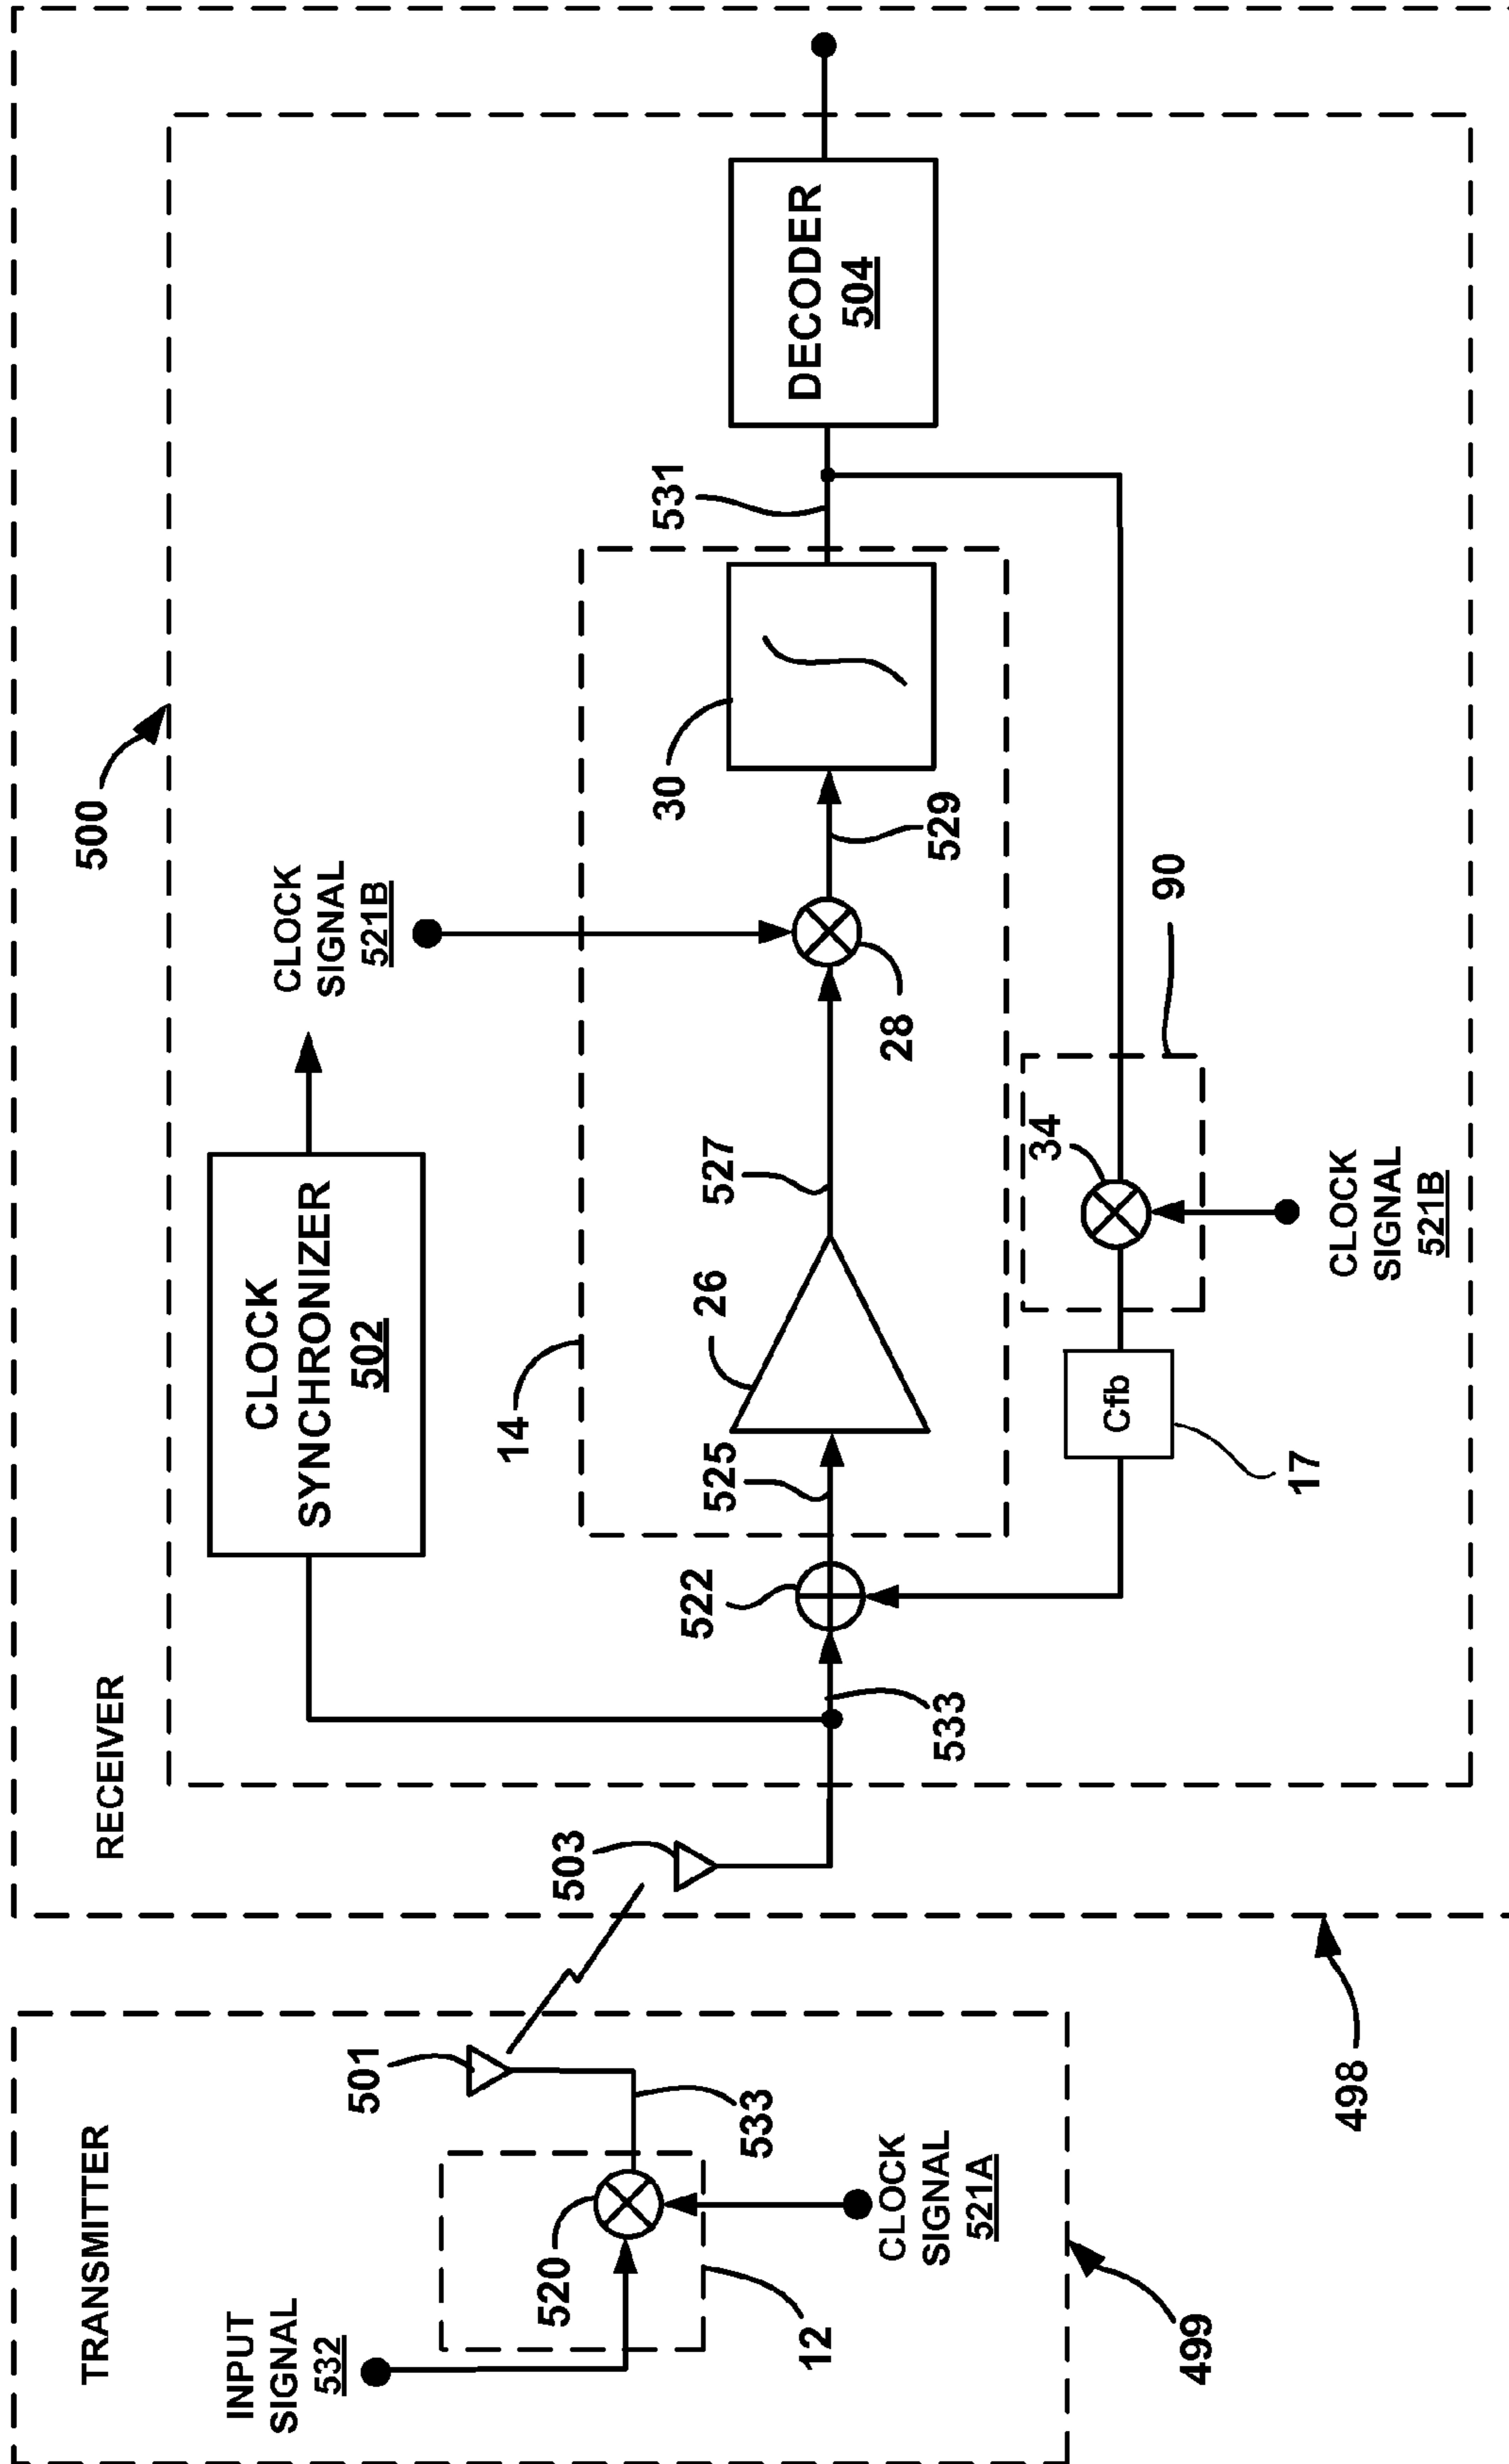 TRANSMITTER
INPUT
SIGNAL
532
520
12
501
533
CLOCK
SIGNAL
521A
499
RECEIVER
498
503
533
500
CLOCK
SYNCHRONIZER
502
CLOCK
SIGNAL
521B
522
525
14
26
527
28
529
30
531
DECODER
504
Cfb
17
34
90
CLOCK
SIGNAL
521B